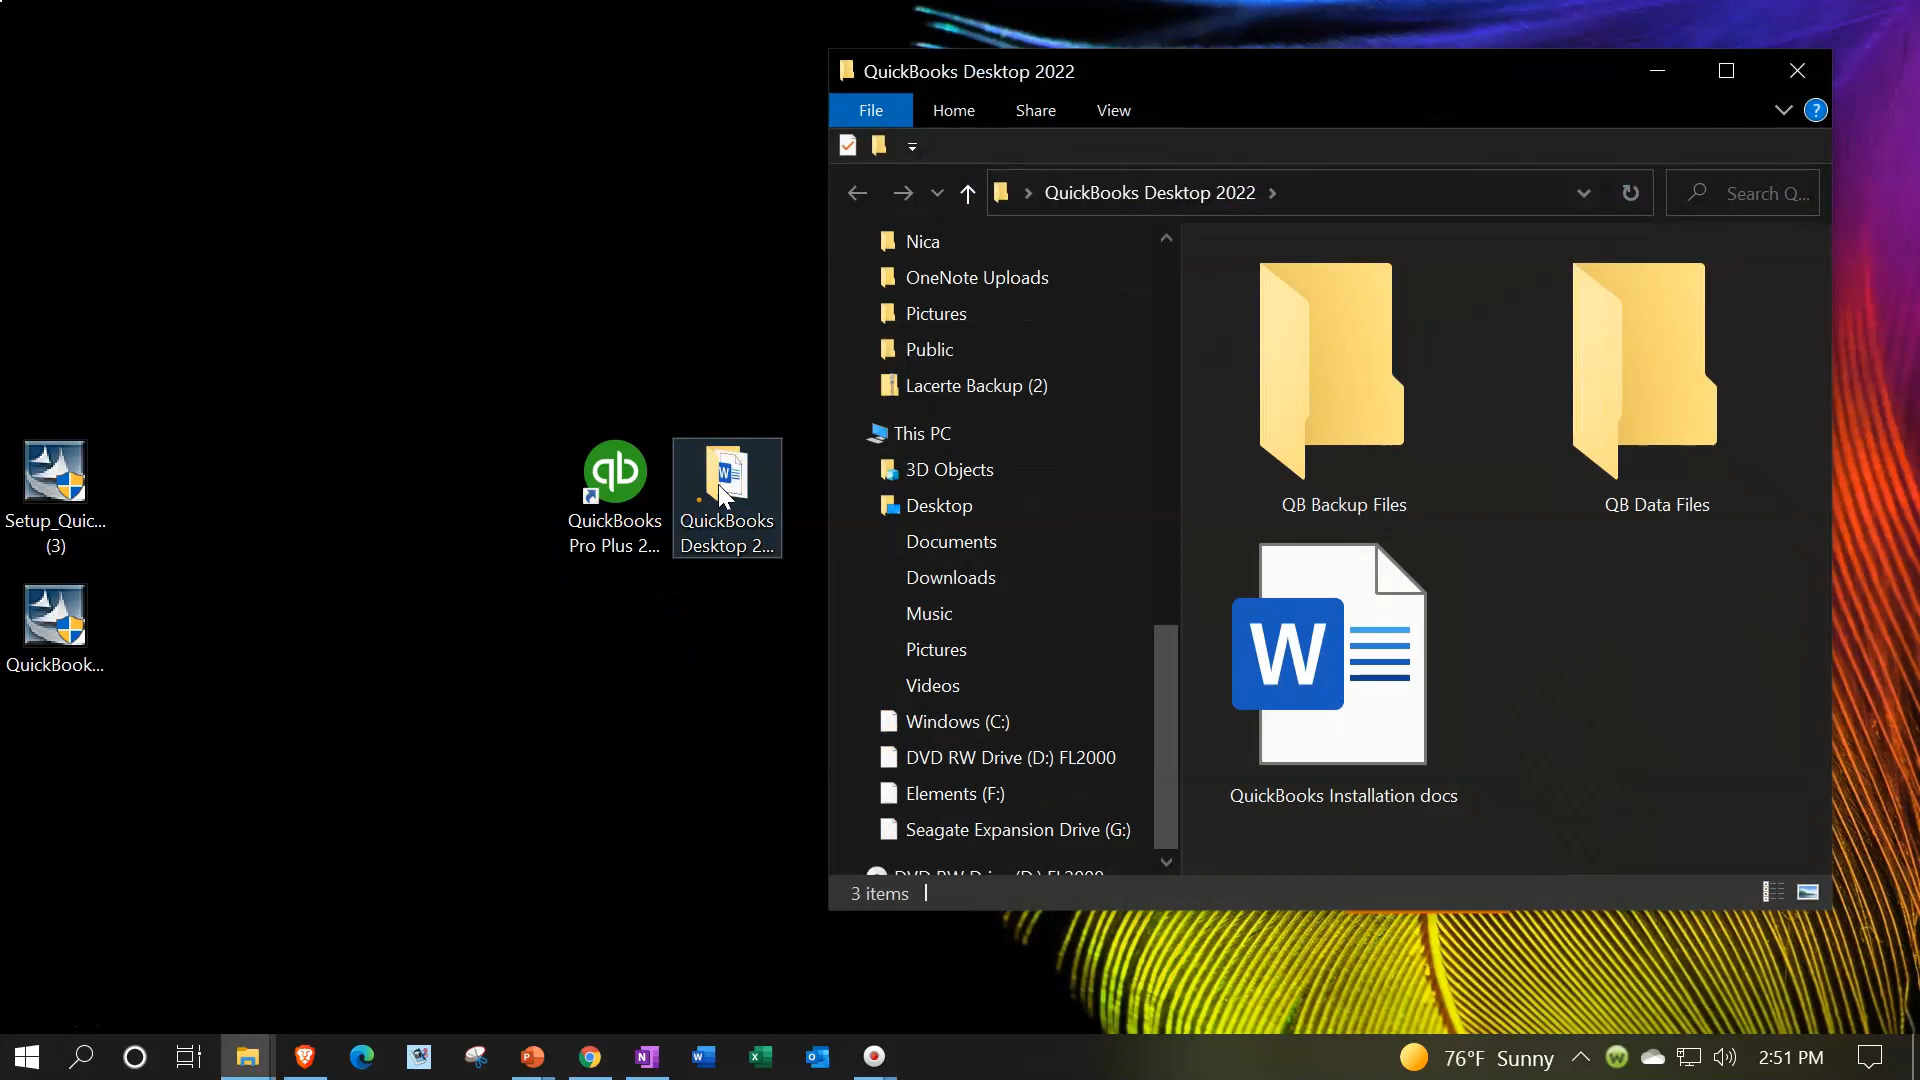 QuickBooks Desktop 2022
File
Home
Share
View
QuickBooks Desktop 2022
Search Q...
Nica
OneNote Uploads
Pictures
Public
Lacerte Backup (2)
This PC
3D Objects
Desktop
Documents
Downloads
Music
Pictures
Videos
Windows (C:)
DVD RW Drive (D:) FL2000
Elements (F:)
Seagate Expansion Drive (G:)
DVD RW Drive (D:) FL2000
QB Backup Files
QB Data Files
W
QuickBooks Installation docs
3 items
Setup_Quic...
(3)
QuickBook...
qb
QuickBooks
Pro Plus 2...
W
QuickBooks
Desktop 2...
76°F Sunny
2:51 PM